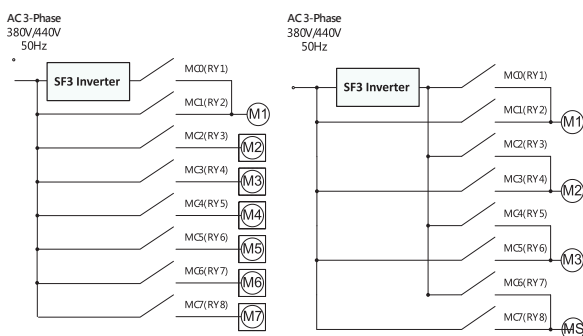 AC 3-Phase
380V/440V
50Hz
SF3 Inverter
MC0(RY1)
MC1(RY2)
M1
MC2(RY3)
M2
MC3(RY4)
M3
MC4(RY5)
M4
MC5(RY6)
M5
MC6(RY7)
M6
MC7(RY8)
M7
AC 3-Phase
380V/440V
50Hz
SF3 Inverter
MC0(RY1)
MC1(RY2)
M1
MC2(RY3)
MC3(RY4)
M2
MC4(RY5)
MC5(RY6)
M3
MC6(RY7)
MC7(RY8)
MS